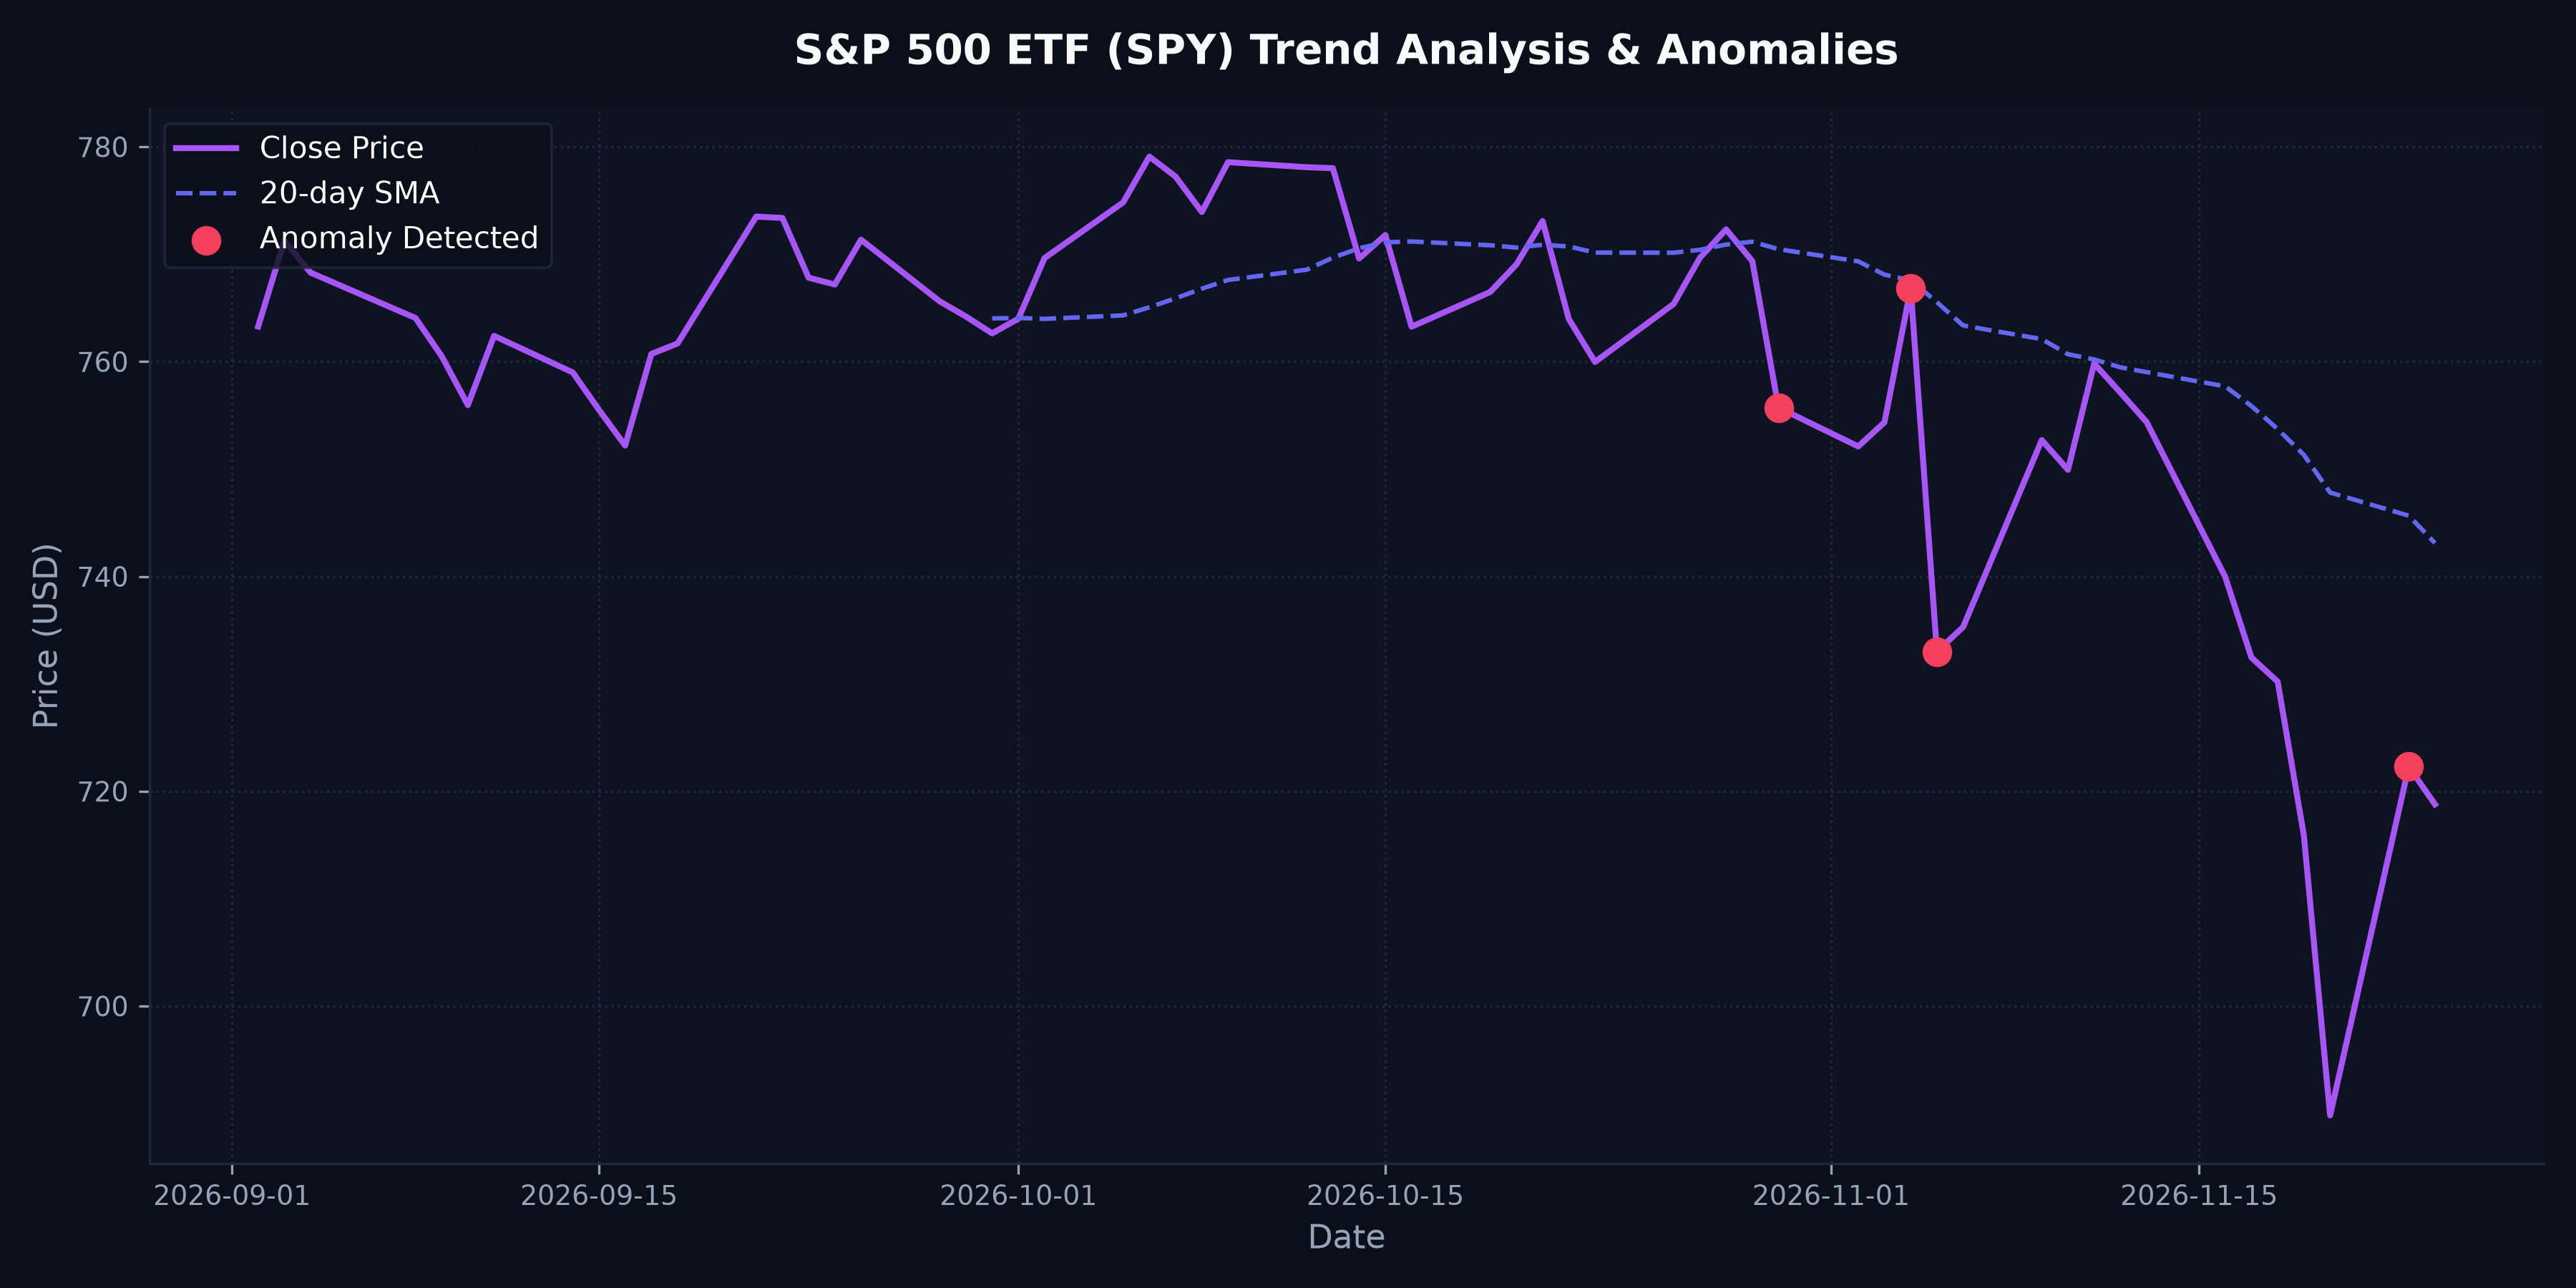 S&P 500 ETF (SPY) Trend Analysis & Anomalies
Close Price
20-day SMA
Anomaly Detected
780
760
740
720
700
Price (USD)
2026-09-01
2026-09-15
2026-10-01
2026-10-15
2026-11-01
2026-11-15
Date